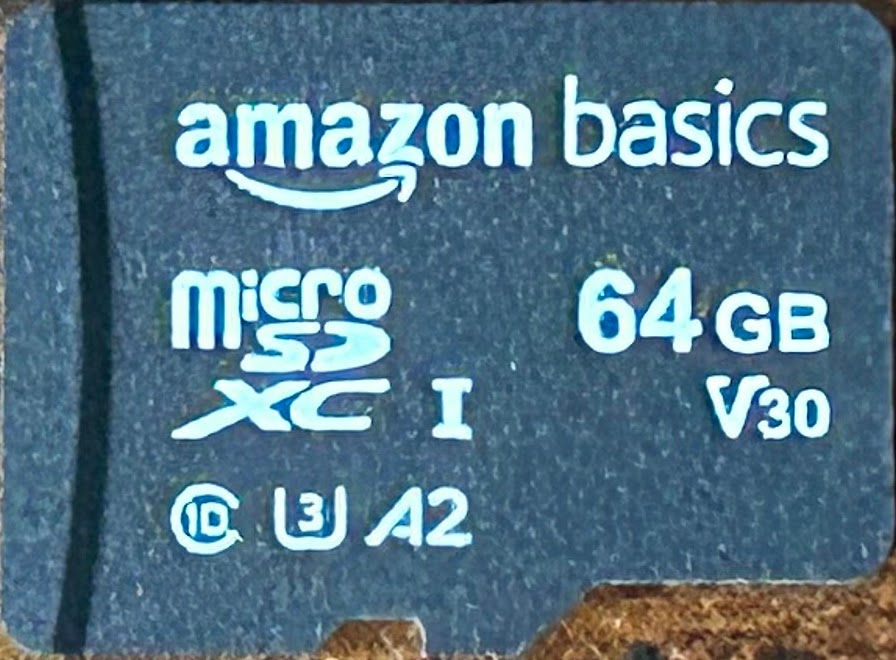 amazon basics
micro
SD
XC I
64 GB
V30
10 U3 A2